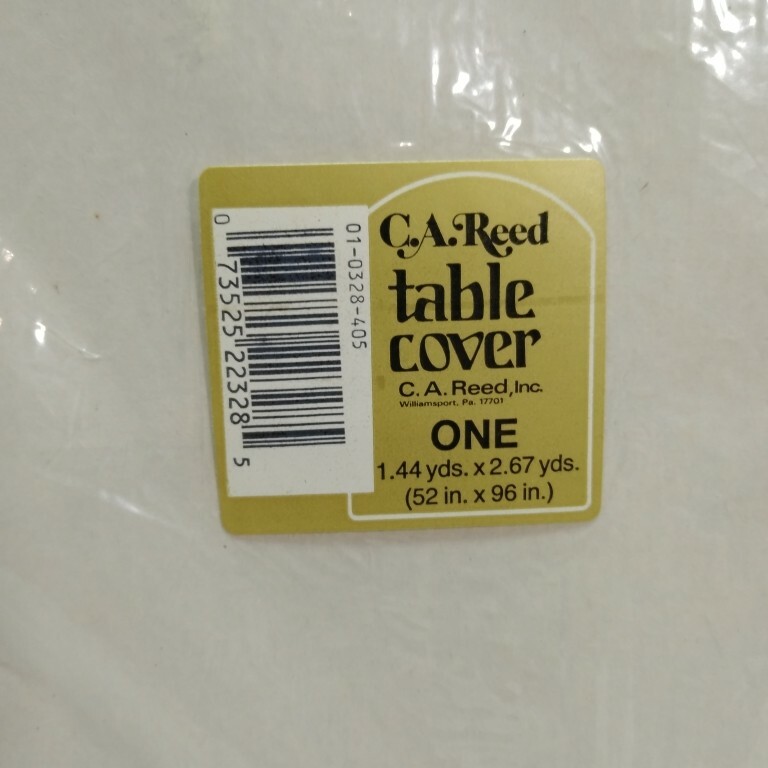 C.A.Reed
table
cover
C.A.Reed,Inc.
Williamsport, Pa. 17701
ONE
1.44 yds. x 2.67 yds.
(52 in. x 96 in.)
01-0328-405
0 73525 22328 5